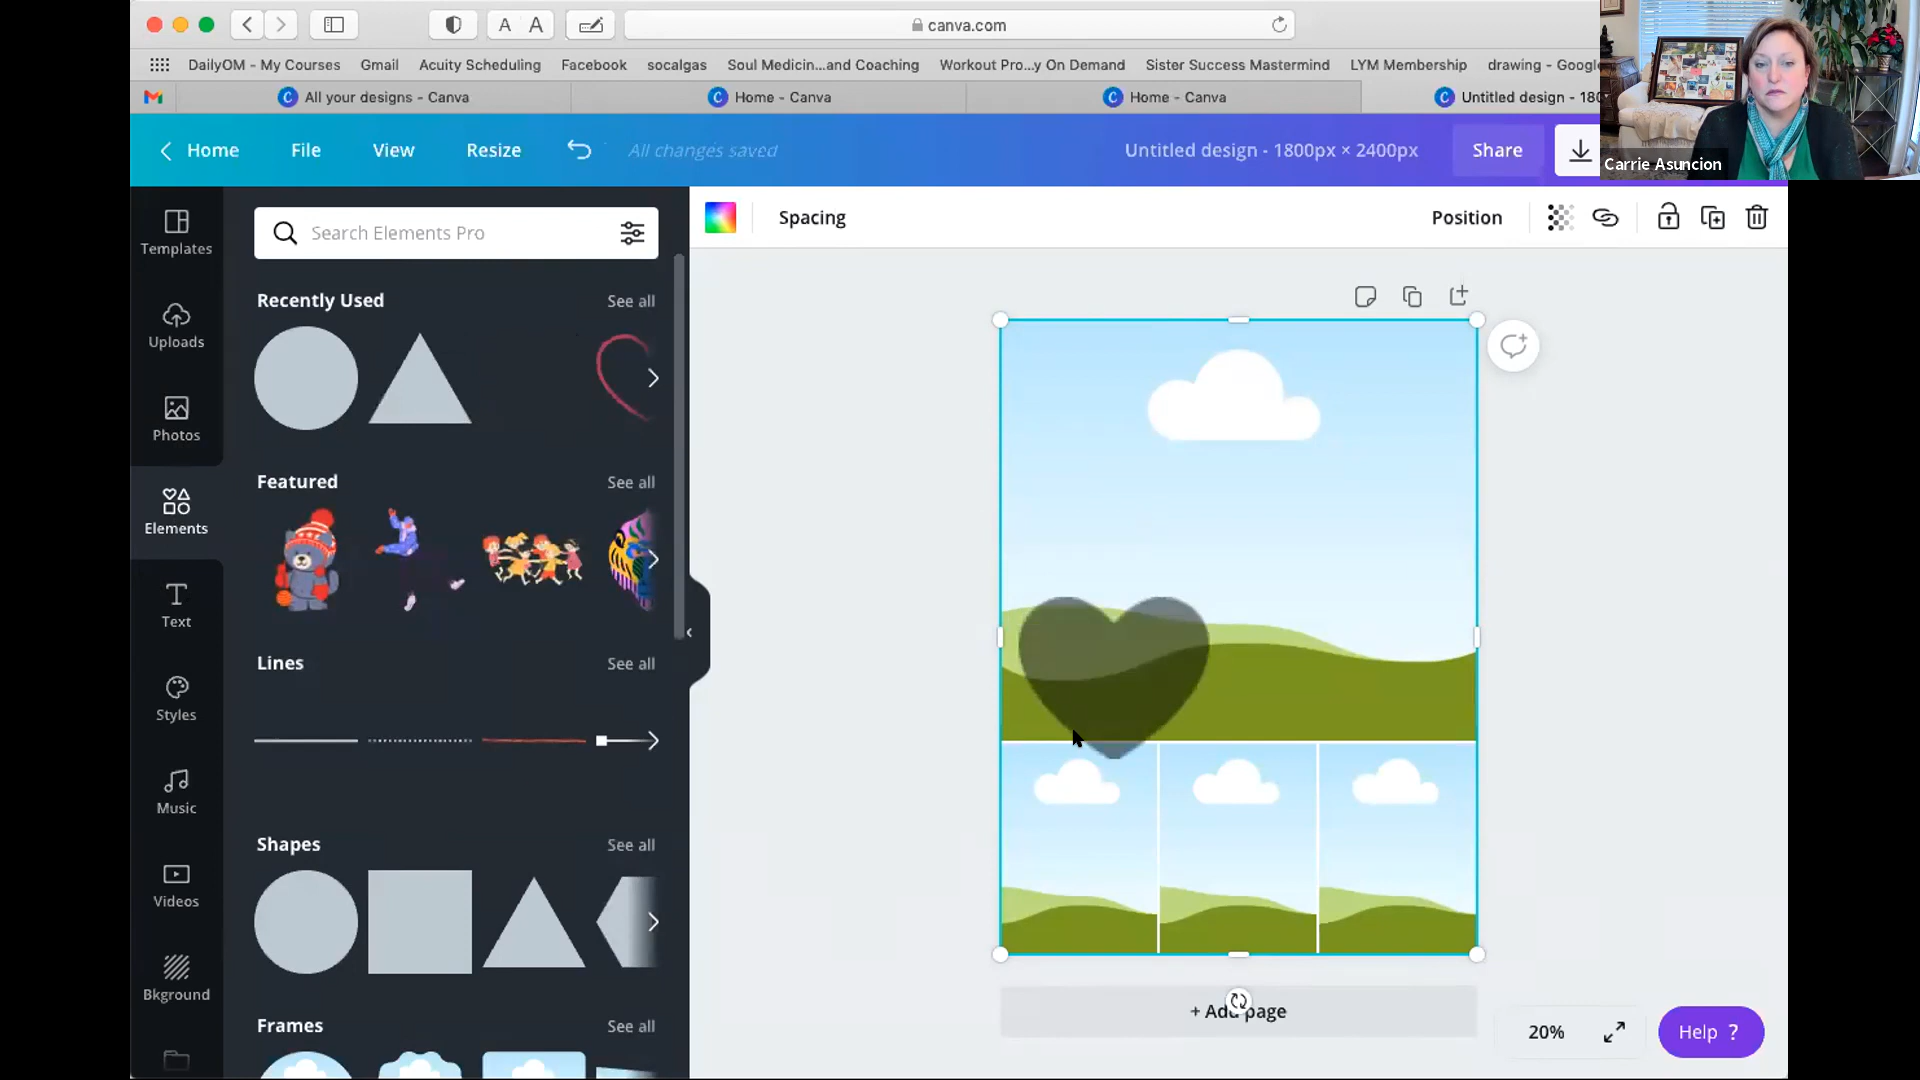 A A
canva.com
DailyOM - My Courses
Gmail
Acuity Scheduling
Facebook
socalgas
Soul Medicin...and Coaching
Workout Pro...y On Demand
Sister Success Mastermind
LYM Membership
drawing - Google
All your designs - Canva
Home - Canva
Home - Canva
Untitled design - 180
Carrie Asuncion
Home
File
View
Resize
All changes saved
Untitled design - 1800px × 2400px
Share
Templates
Uploads
Photos
Elements
Text
Styles
Music
Videos
Bkground
Search Elements Pro
Recently Used
See all
Featured
See all
Lines
See all
Shapes
See all
Frames
See all
Spacing
Position
+ Add page
20%
Help ?